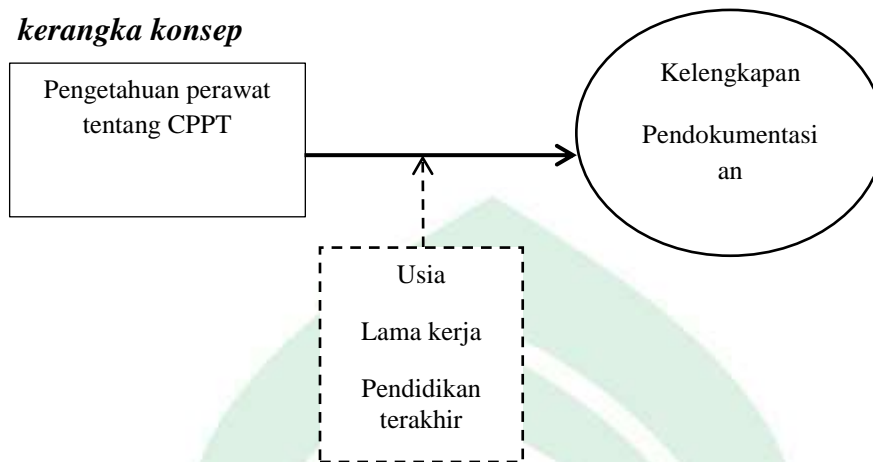 kerangka konsep
Pengetahuan perawat
tentang CPPT
Kelengkapan
Pendokumentasi
an
Usia
Lama kerja
Pendidikan
terakhir